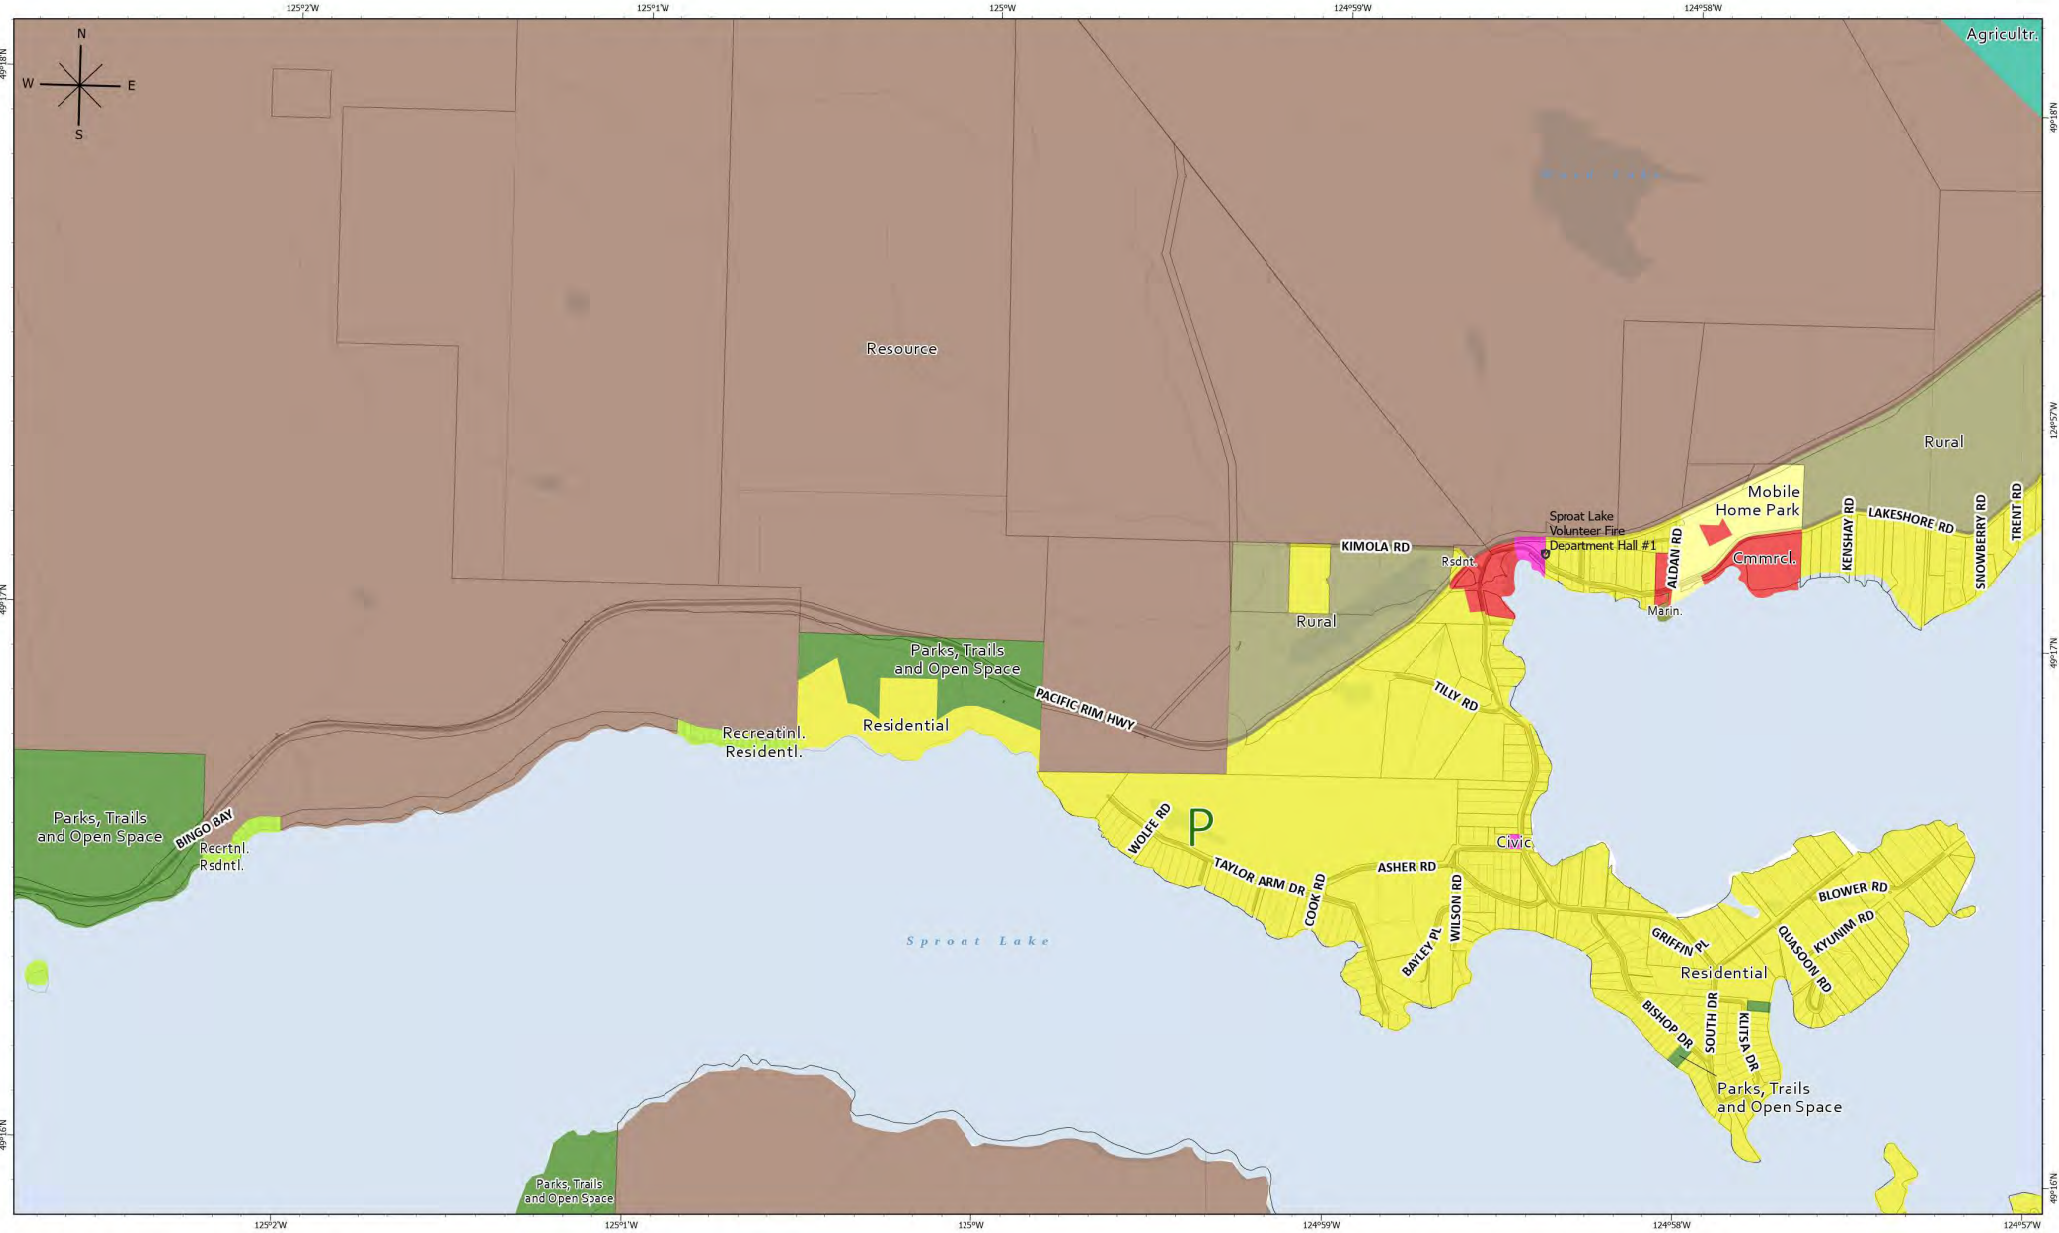 125°2'W
125°1'W
125°W
124°59'W
124°58'W
49°18'N
N
W
E
S
Agricultr.
49°18'N
Resource
124°57'W
Rural
Mobile
Home Park
Sproat Lake
Volunteer Fire
Department Hall #1
KIMOLA RD
Rsdnt.
ALDAN RD
Cmmrcl.
KENSHAY RD
LAKESHORE RD
SNOWBERRY RD
TRENT RD
49°17'N
Marin.
Rural
Parks, Trails
and Open Space
49°17'N
PACIFIC RIM HWY
TILLY RD
Recreatinl.
Residentl.
Residential
Parks, Trails
and Open Space
BINGO BAY
Recrtnl.
Rsdntl.
WOLFE RD
P
Civic
TAYLOR ARM DR
ASHER RD
COOK RD
WILSON RD
BAYLEY PL
BLOWER RD
KYUNIM RD
GRIFFIN PL
QUASOON RD
Sproat Lake
Residential
BISHOP DR
SOUTH DR
KLITSA DR
Parks, Trails
and Open Space
49°16'N
Parks, Trails
and Open Space
49°16'N
125°2'W
125°1'W
125°W
124°59'W
124°58'W
124°57'W